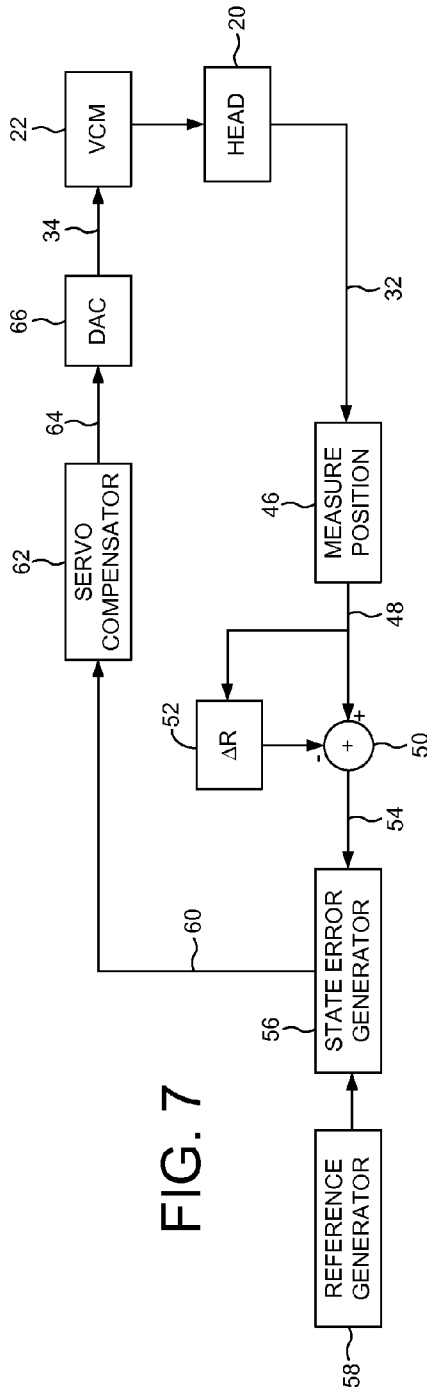 FIG. 7
58
REFERENCE
GENERATOR
56
STATE ERROR
GENERATOR
60
54
50
+
+
-
52
ΔR
48
46
MEASURE
POSITION
32
62
SERVO
COMPENSATOR
64
66
DAC
34
22
VCM
20
HEAD